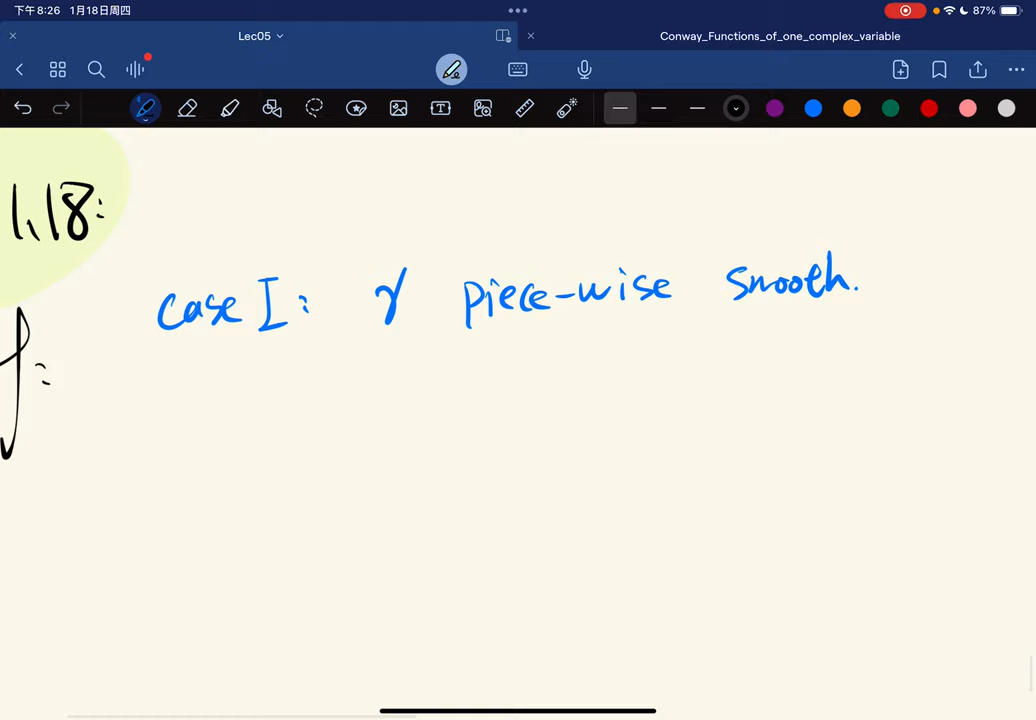 下午8:26 1月18日周四
87%
Lec05
Conway_Functions_of_one_complex_variable
1.18:
case I: γ piece-wise smooth.
f: